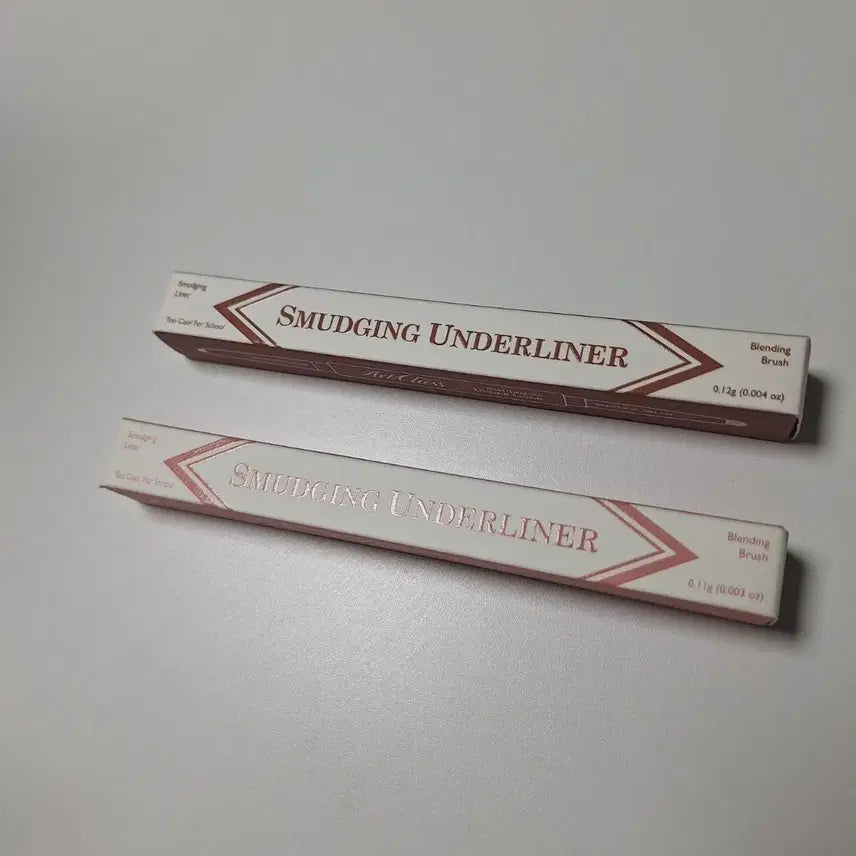 Smudging
Liner
Too Cool For School
SMUDGING UNDERLINER
Blending
Brush
0.12g (0.004 oz)
Art Class
Smudging
Liner
Too Cool For School
SMUDGING UNDERLINER
Blending
Brush
0.11g (0.003 oz)